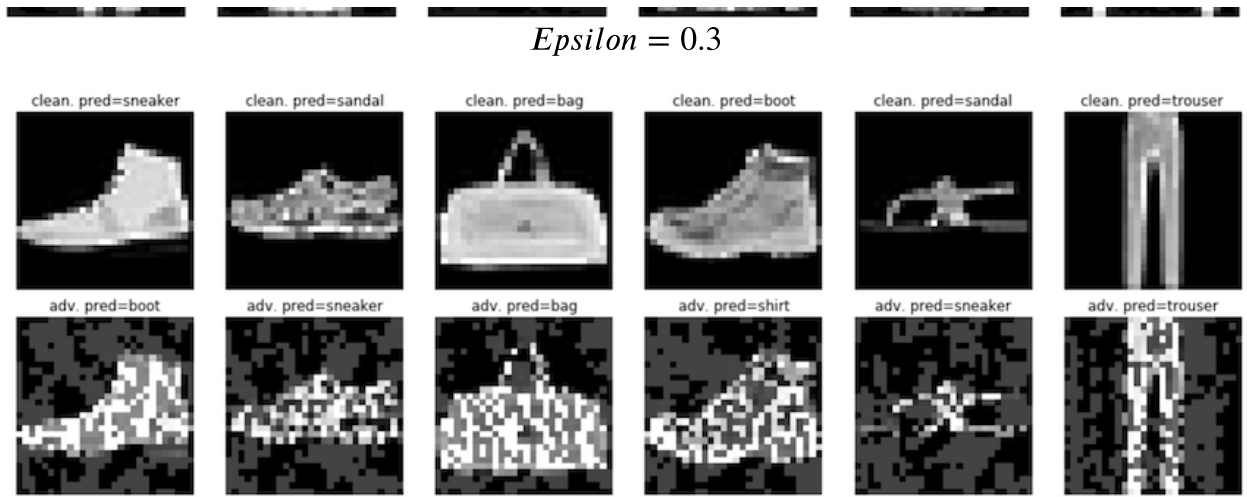 Epsilon = 0.3
clean. pred=sneaker clean. pred=sandal clean. pred=bag clean. pred=boot clean. pred=sandal clean. pred=trouser
adv. pred=boot adv. pred=sneaker adv. pred=bag adv. pred=shirt adv. pred=sneaker adv. pred=trouser